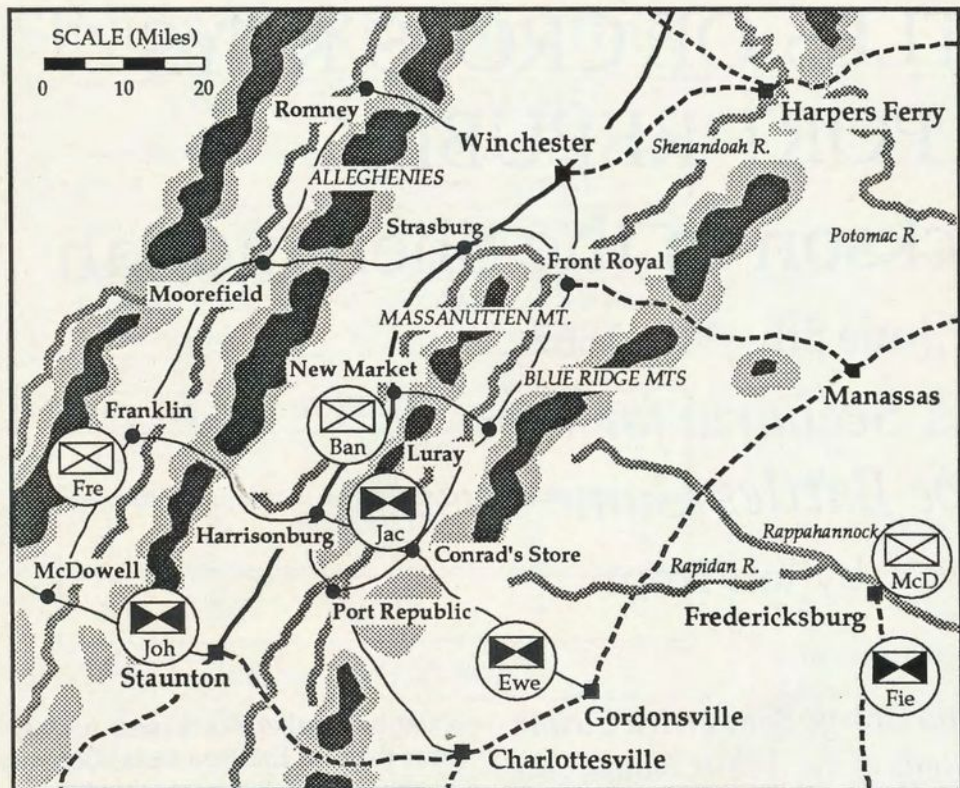 SCALE (Miles)
0 10 20
Romney
Harpers Ferry
Winchester
Shenandoah R.
ALLEGHENIES
Strasburg
Potomac R.
Front Royal
Moorefield
MASSANUTTEN MT.
New Market
BLUE RIDGE MTS
Manassas
Franklin
Ban
Luray
Fre
Jac
Harrisonburg
Conrad's Store
Rappahannock
McD
McDowell
Rapidan R.
Port Republic
Fredericksburg
Joh
Staunton
Ewe
Fie
Gordonsville
Charlottesville